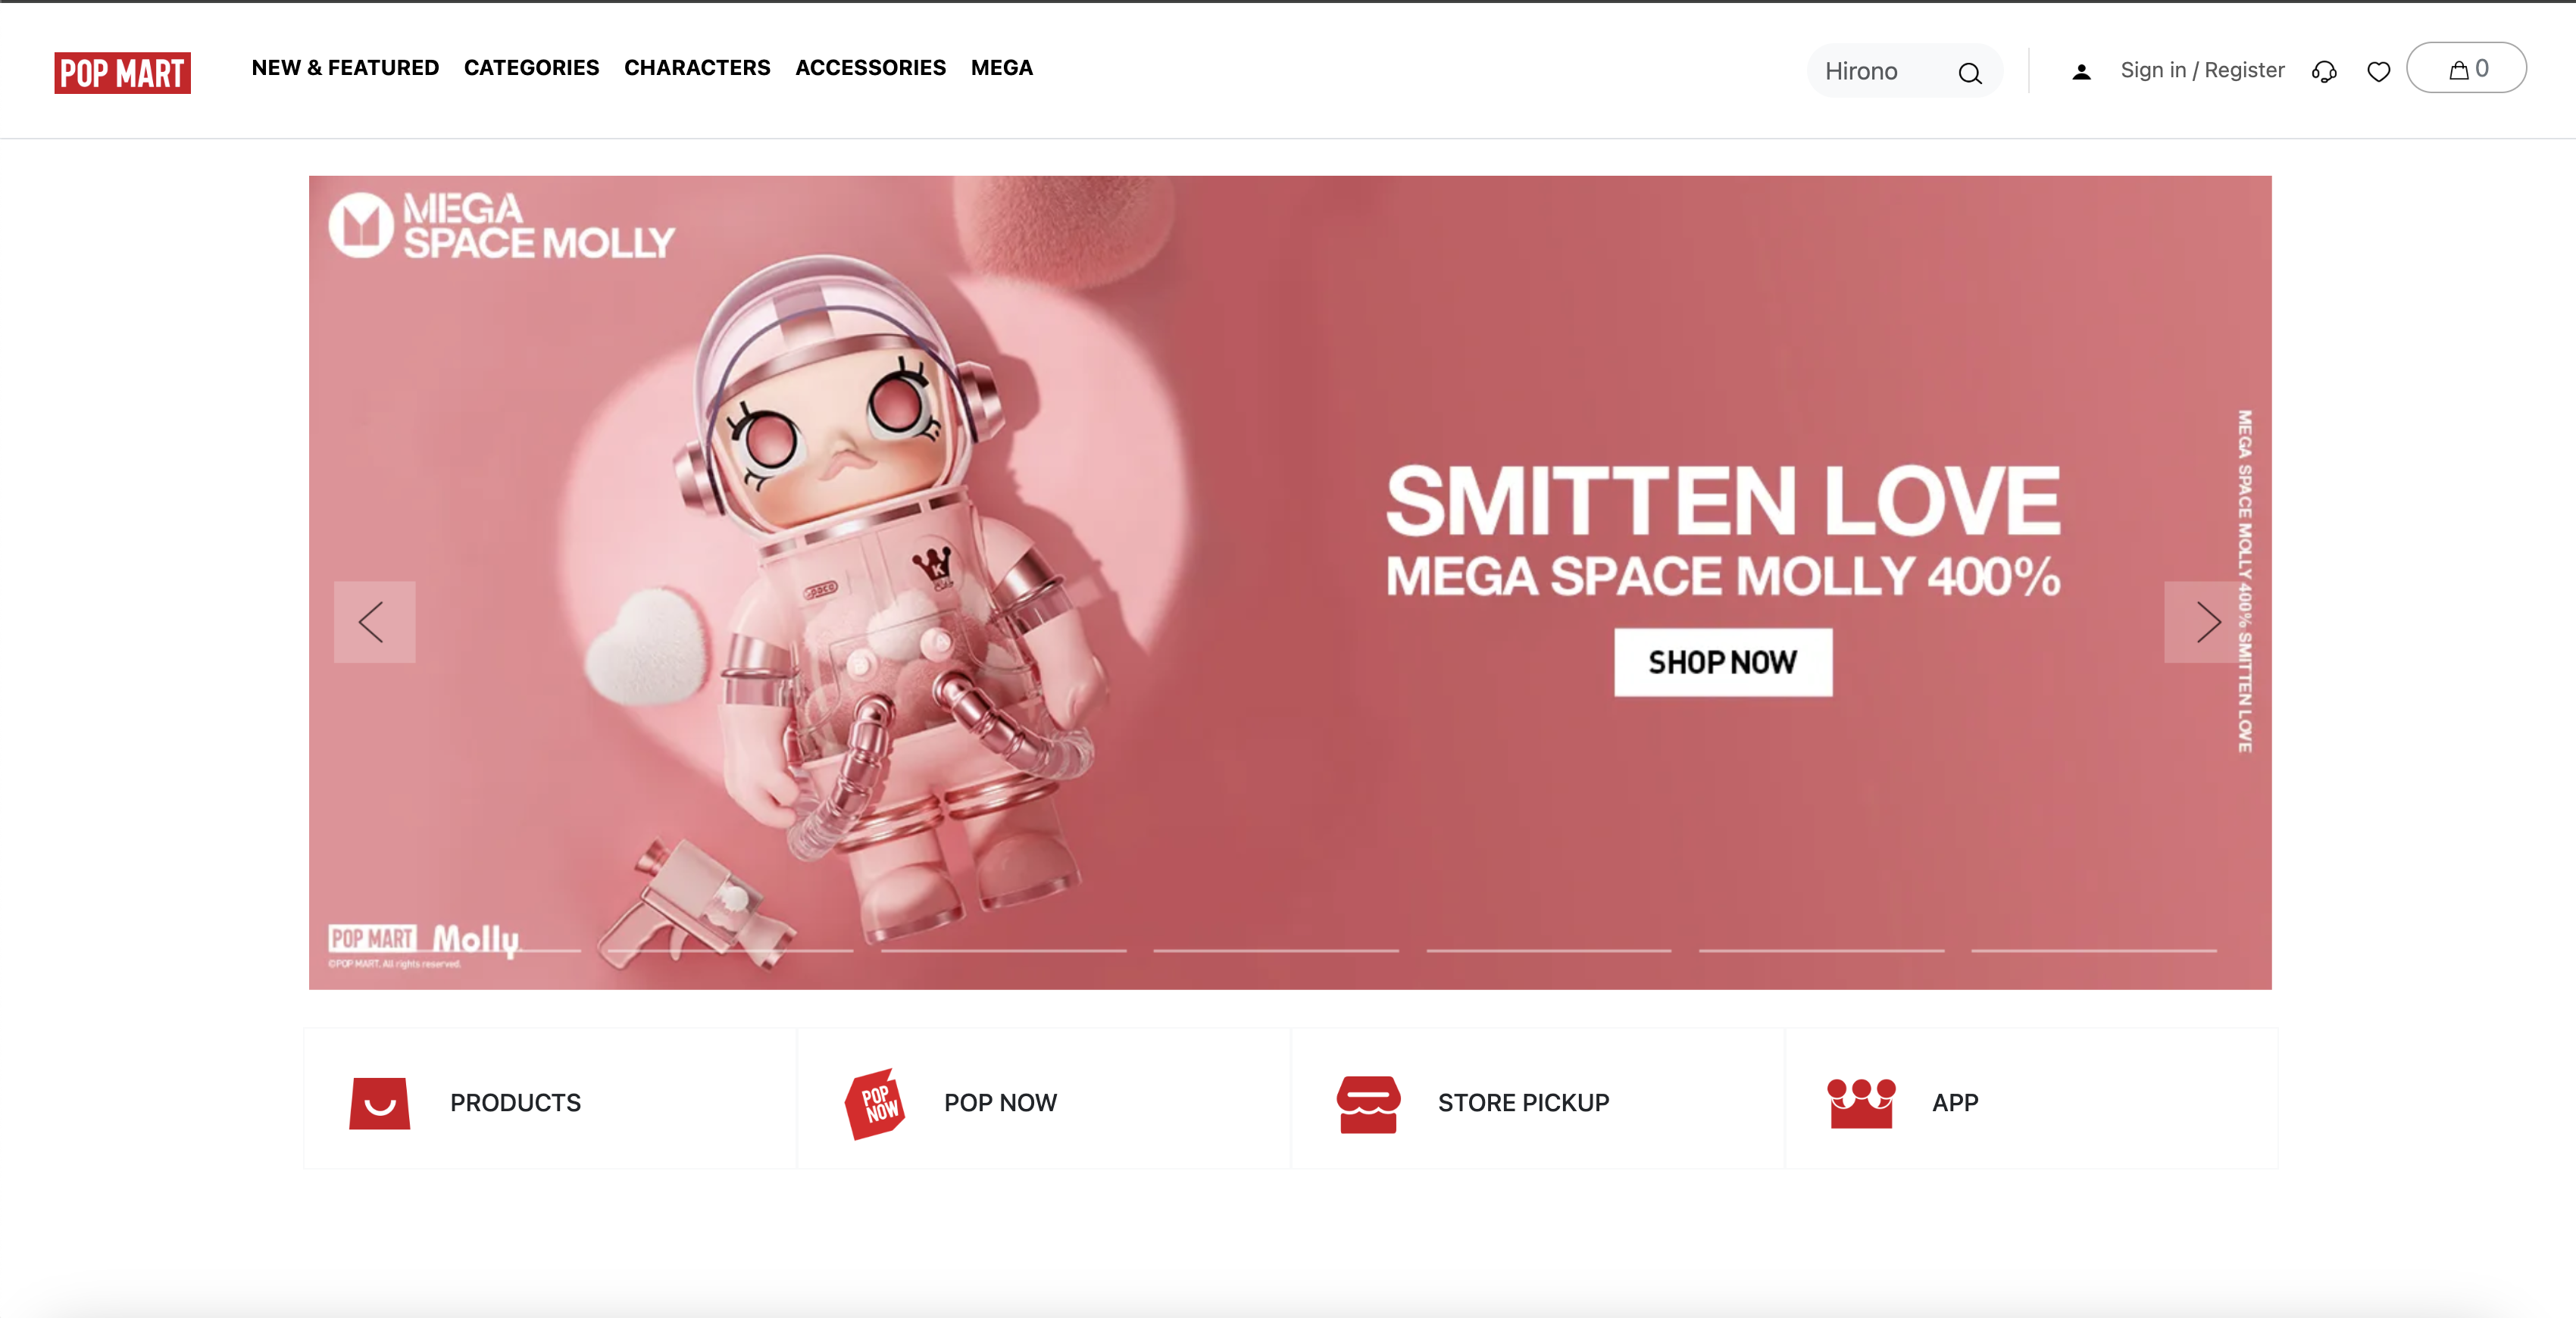 POP MART
NEW & FEATURED CATEGORIES CHARACTERS ACCESSORIES MEGA
Hirono
Sign in / Register
0
MEGA
SPACE MOLLY
SMITTEN LOVE
MEGA SPACE MOLLY 400%
SHOP NOW
MEGA SPACE MOLLY 400% SMITTEN LOVE
K
POP MART Molly
©POP MART. All rights reserved.
PRODUCTS
POP NOW
POP NOW
STORE PICKUP
APP